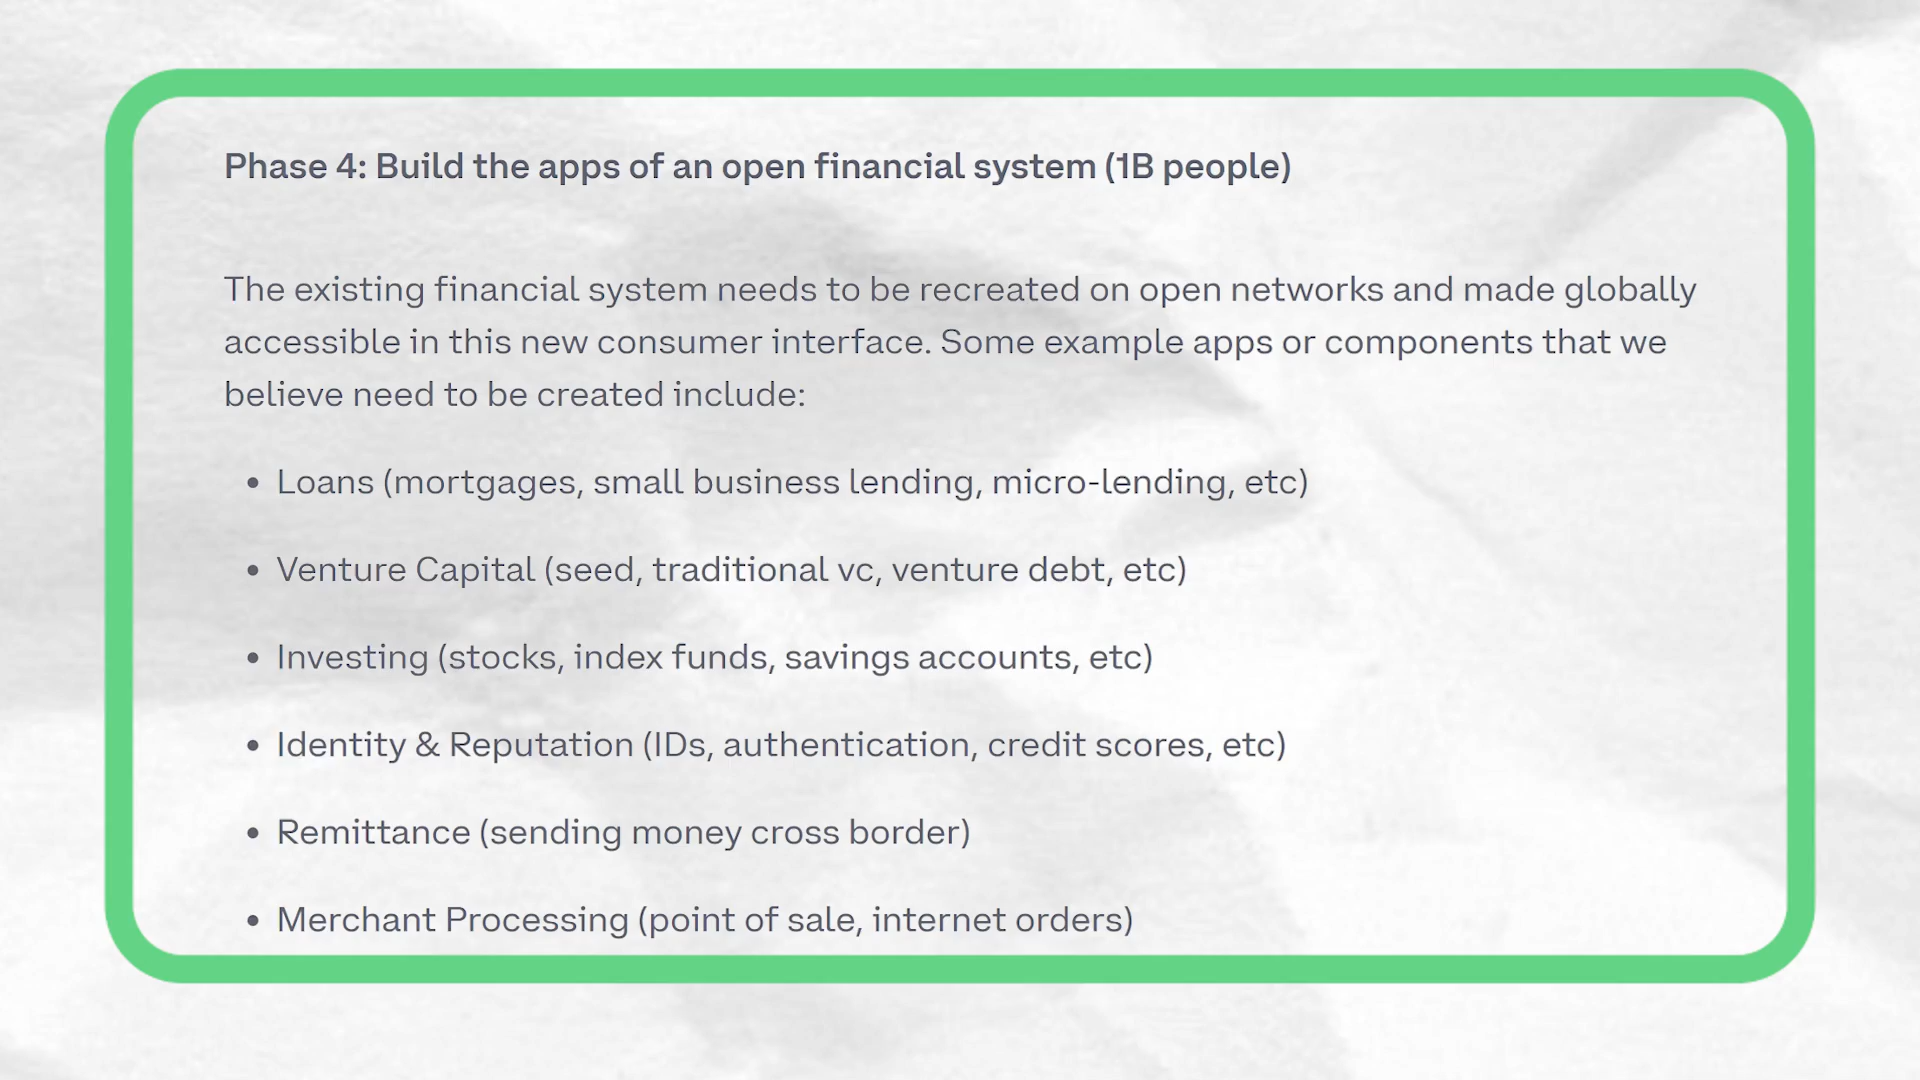 Phase 4: Build the apps of an open financial system (1B people)
The existing financial system needs to be recreated on open networks and made globally
accessible in this new consumer interface. Some example apps or components that we
believe need to be created include:
• Loans (mortgages, small business lending, micro-lending, etc)
• Venture Capital (seed, traditional vc, venture debt, etc)
• Investing (stocks, index funds, savings accounts, etc)
• Identity & Reputation (IDs, authentication, credit scores, etc)
• Remittance (sending money cross border)
• Merchant Processing (point of sale, internet orders)